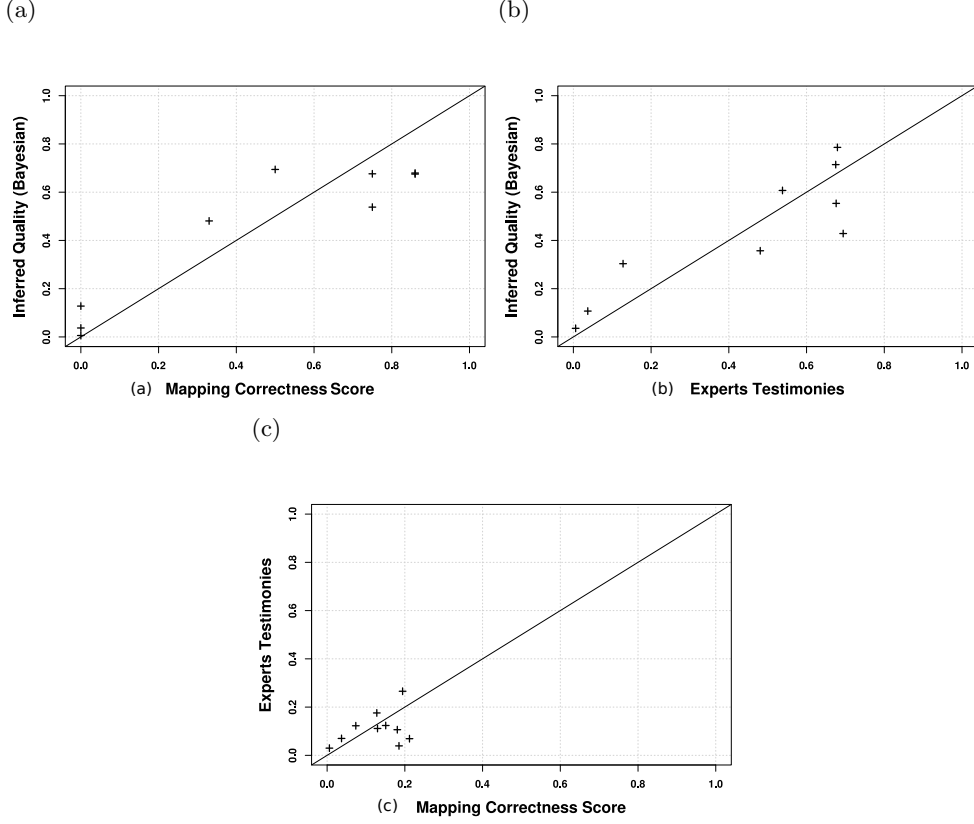 (a)
(b)
Inferred Quality (Bayesian)
1.0
0.8
0.6
0.4
0.2
0.0
0.0 0.2 0.4 0.6 0.8 1.0
(a) Mapping Correctness Score
Inferred Quality (Bayesian)
1.0
0.8
0.6
0.4
0.2
0.0
0.0 0.2 0.4 0.6 0.8 1.0
(b) Experts Testimonies
(c)
Experts Testimonies
1.0
0.8
0.6
0.4
0.2
0.0
0.0 0.2 0.4 0.6 0.8 1.0
(c) Mapping Correctness Score